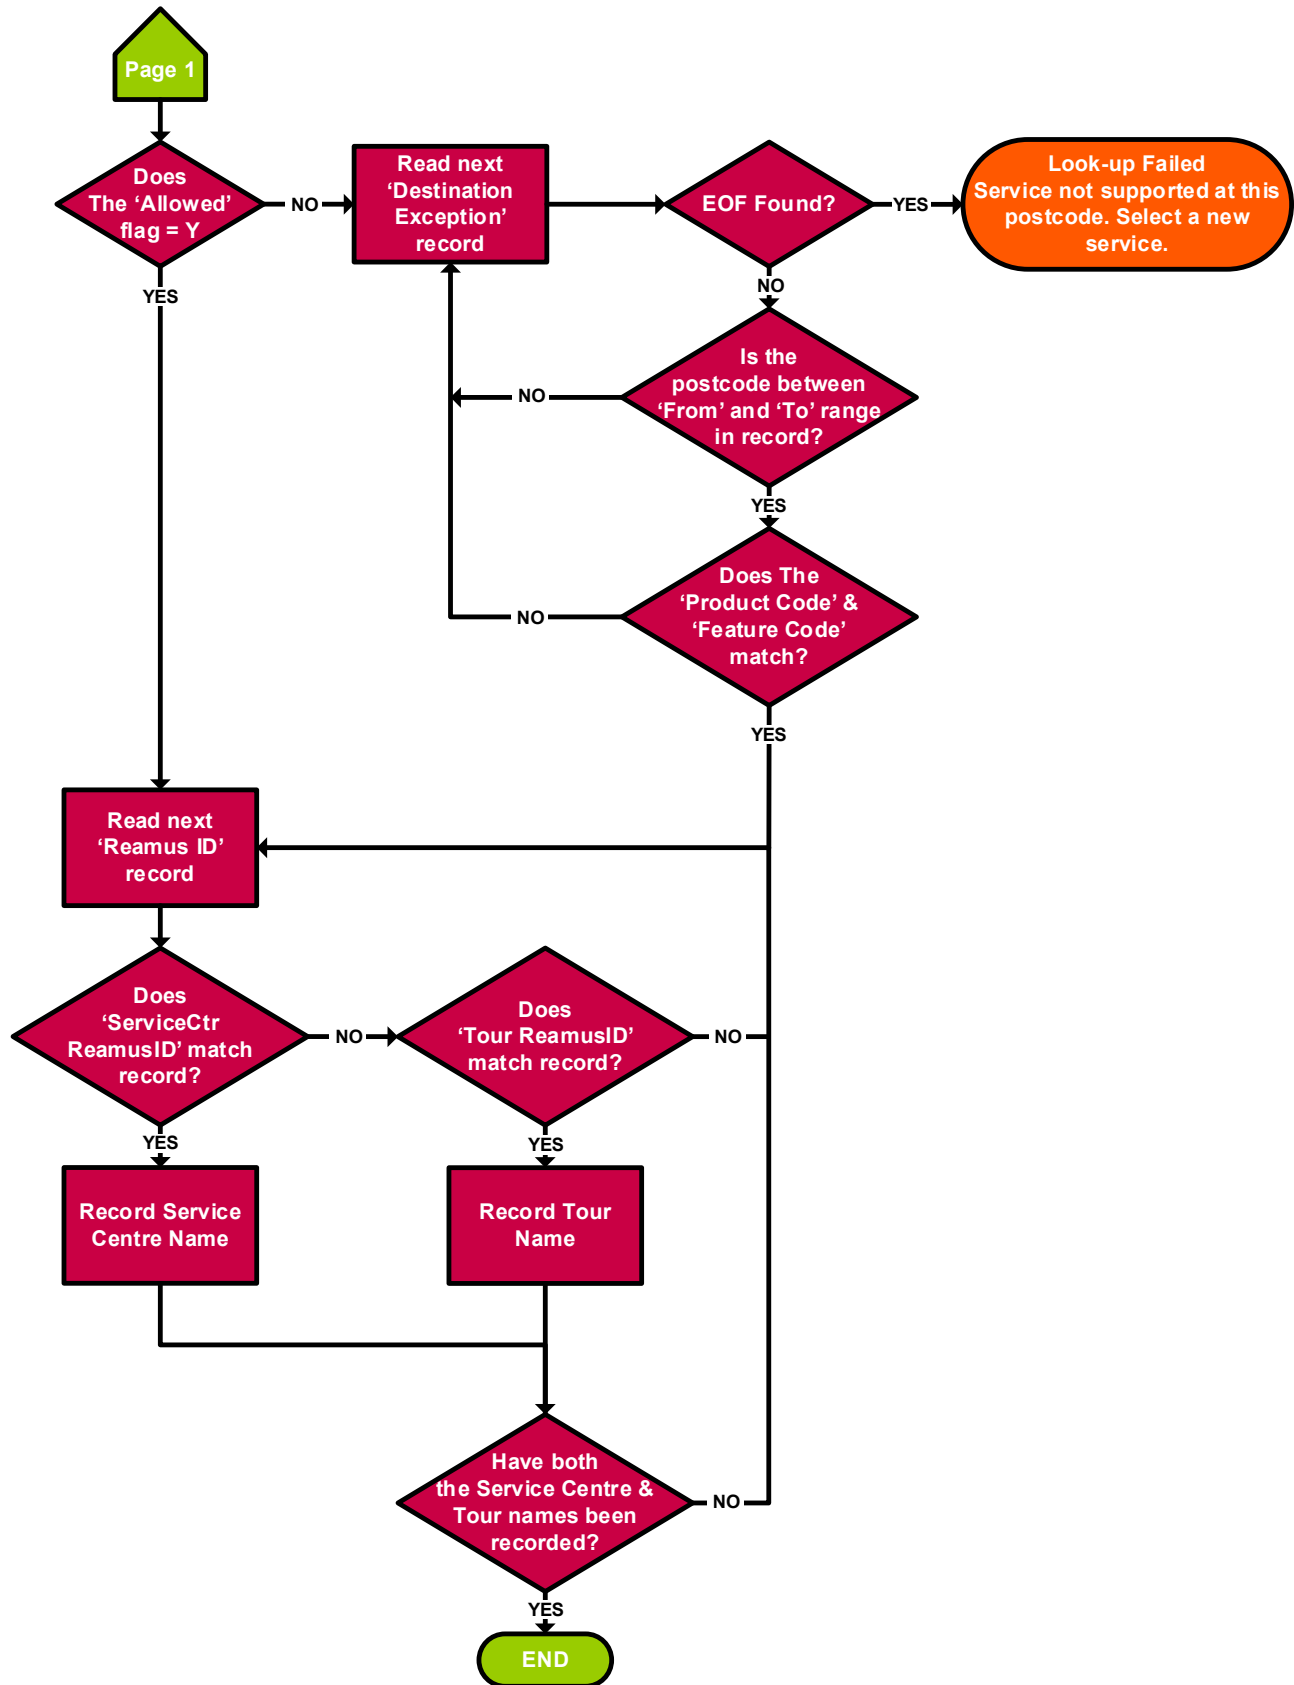 Page 1
Does
The ‘Allowed’
flag = Y
NO
Read next
‘Destination
Exception’
record
EOF Found?
YES
Look-up Failed
Service not supported at this
postcode. Select a new
service.
YES
NO
Is the
postcode between
‘From’ and ‘To’ range
in record?
NO
YES
Does The
‘Product Code’ &
‘Feature Code’
match?
NO
YES
Read next
‘Reamus ID’
record
Does
‘ServiceCtr
ReamusID’ match
record?
NO
Does
‘Tour ReamusID’
match record?
NO
YES
YES
Record Service
Centre Name
Record Tour
Name
Have both
the Service Centre &
Tour names been
recorded?
NO
YES
END